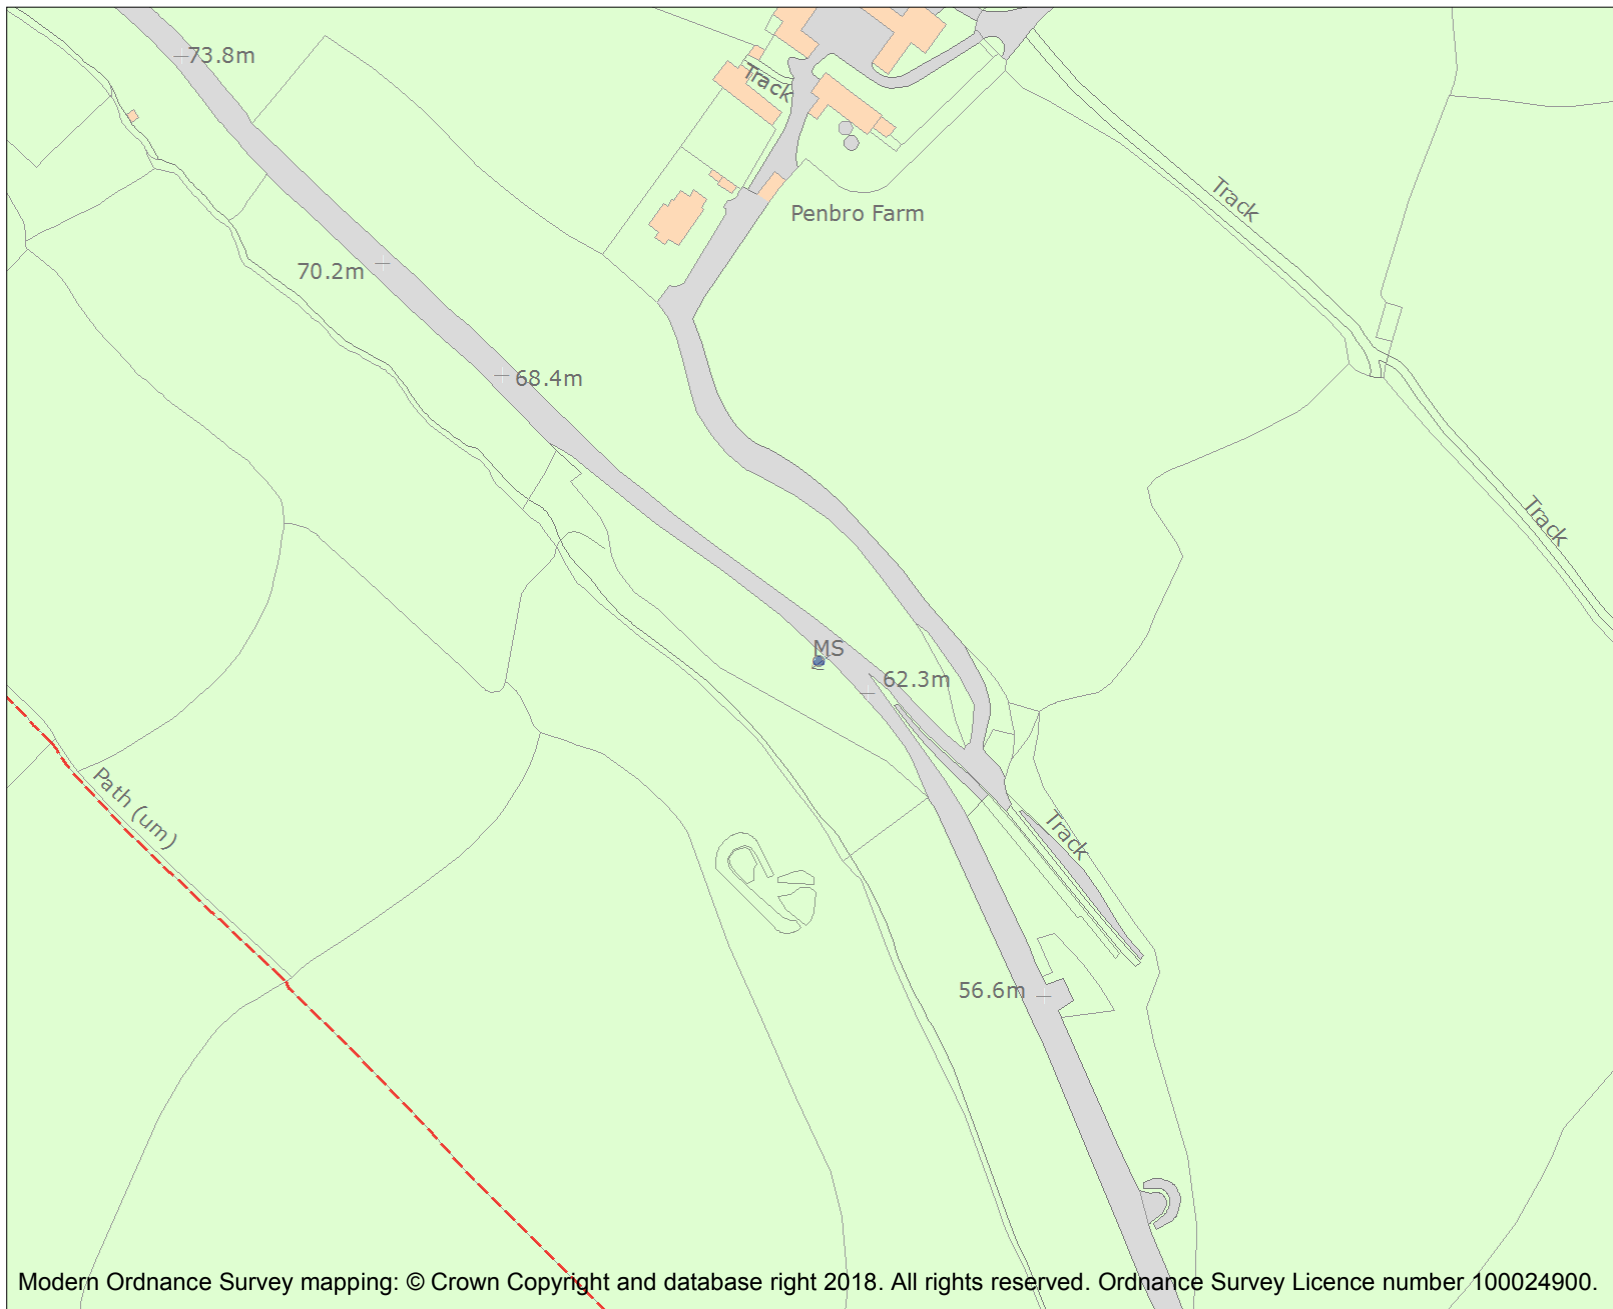 73.8m
Track
Track
Penbro Farm
70.2m
68.4m
Track
MS
62.3m
Path (um)
Track
56.6m
Modern Ordnance Survey mapping: © Crown Copyright and database right 2018. All rights reserved. Ordnance Survey Licence number 100024900.